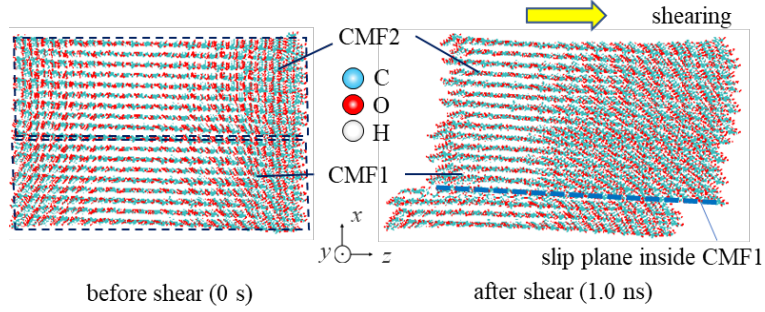 shearing
CMF2
C
O
H
CMF1
x
y
z
slip plane inside CMF1
before shear (0 s)
after shear (1.0 ns)